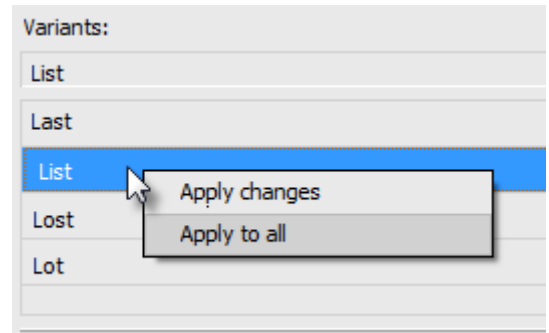 Variants:
List
Last
List
Apply changes
Lost
Apply to all
Lot